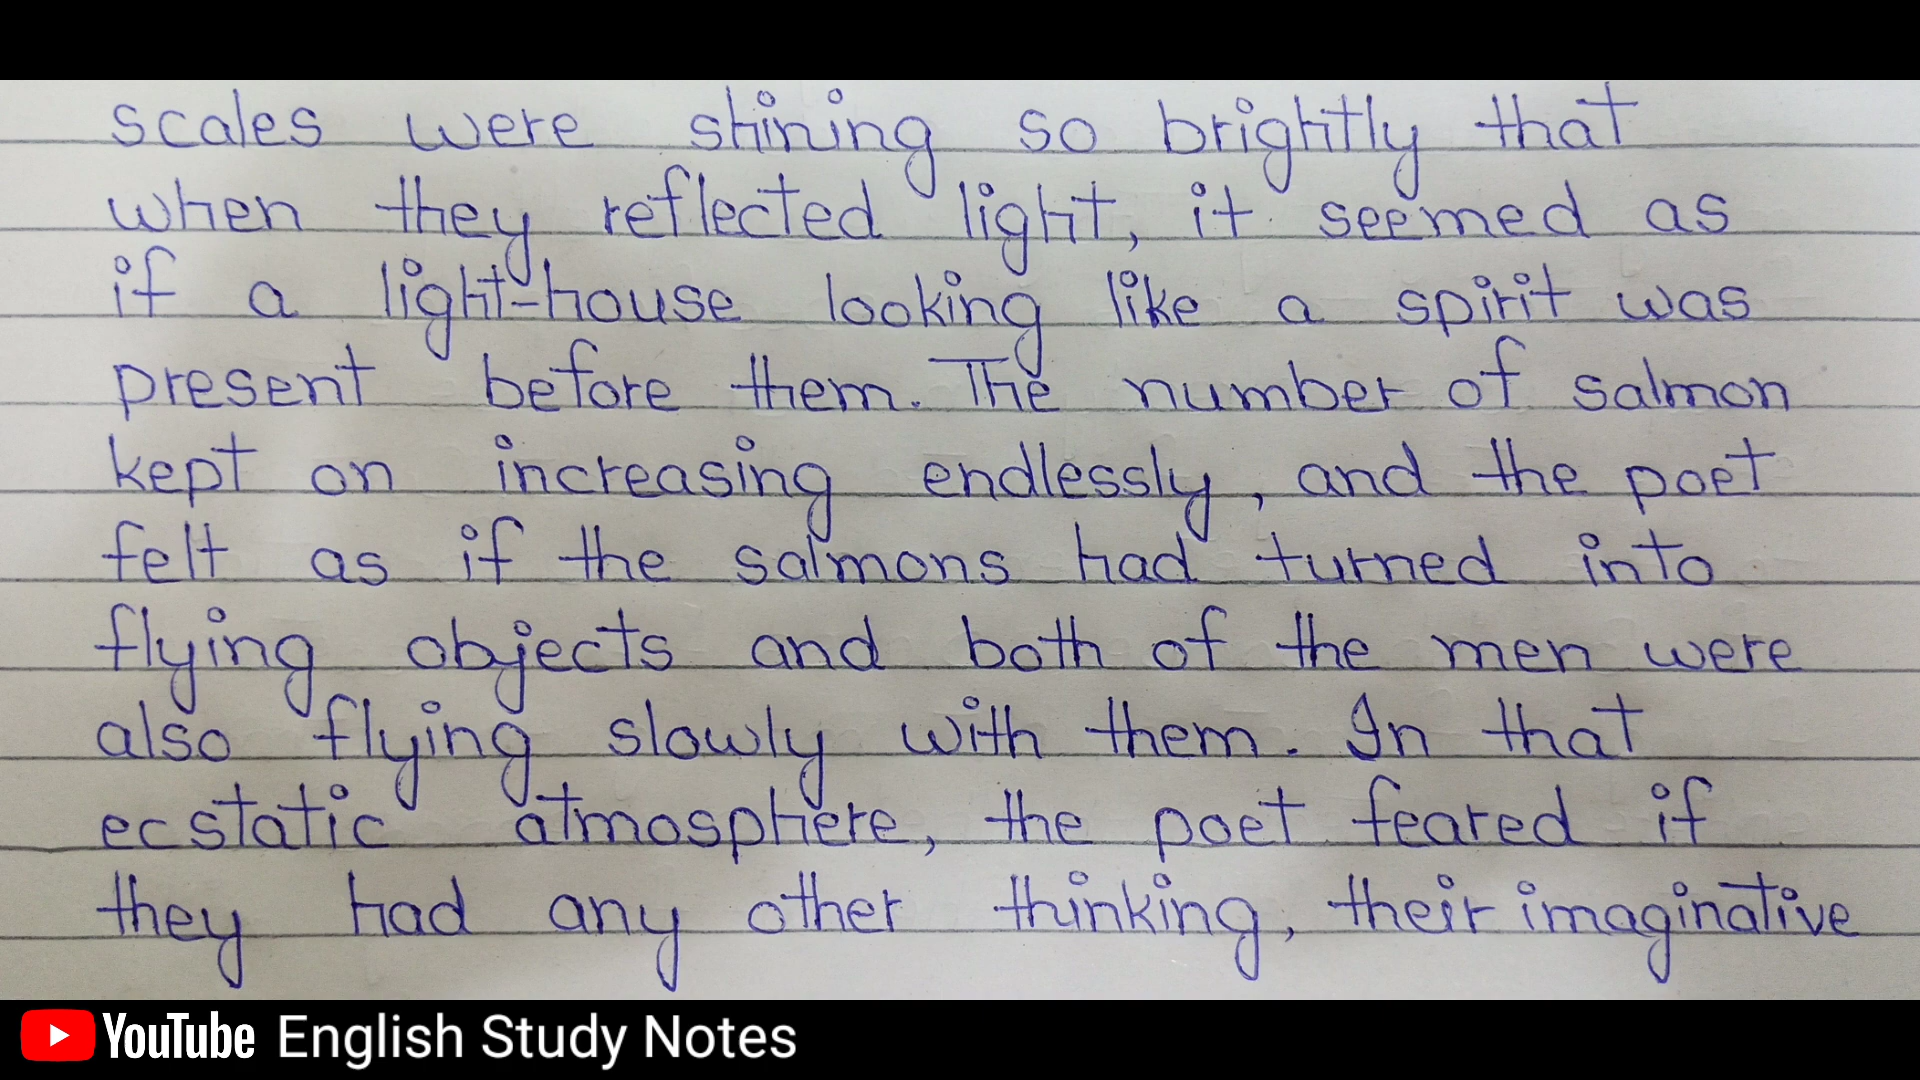 scales were shining so brightly that
when they reflected light, it seemed as
if a light-house looking like a spirit was
present before them. The number of salmon
kept on increasing endlessly, and the poet
felt as if the salmons had turned into
flying objects and both of the men were
also flying slowly with them. In that
ecstatic atmosphere, the poet feared if
they had any other thinking, their imaginative
YouTube English Study Notes